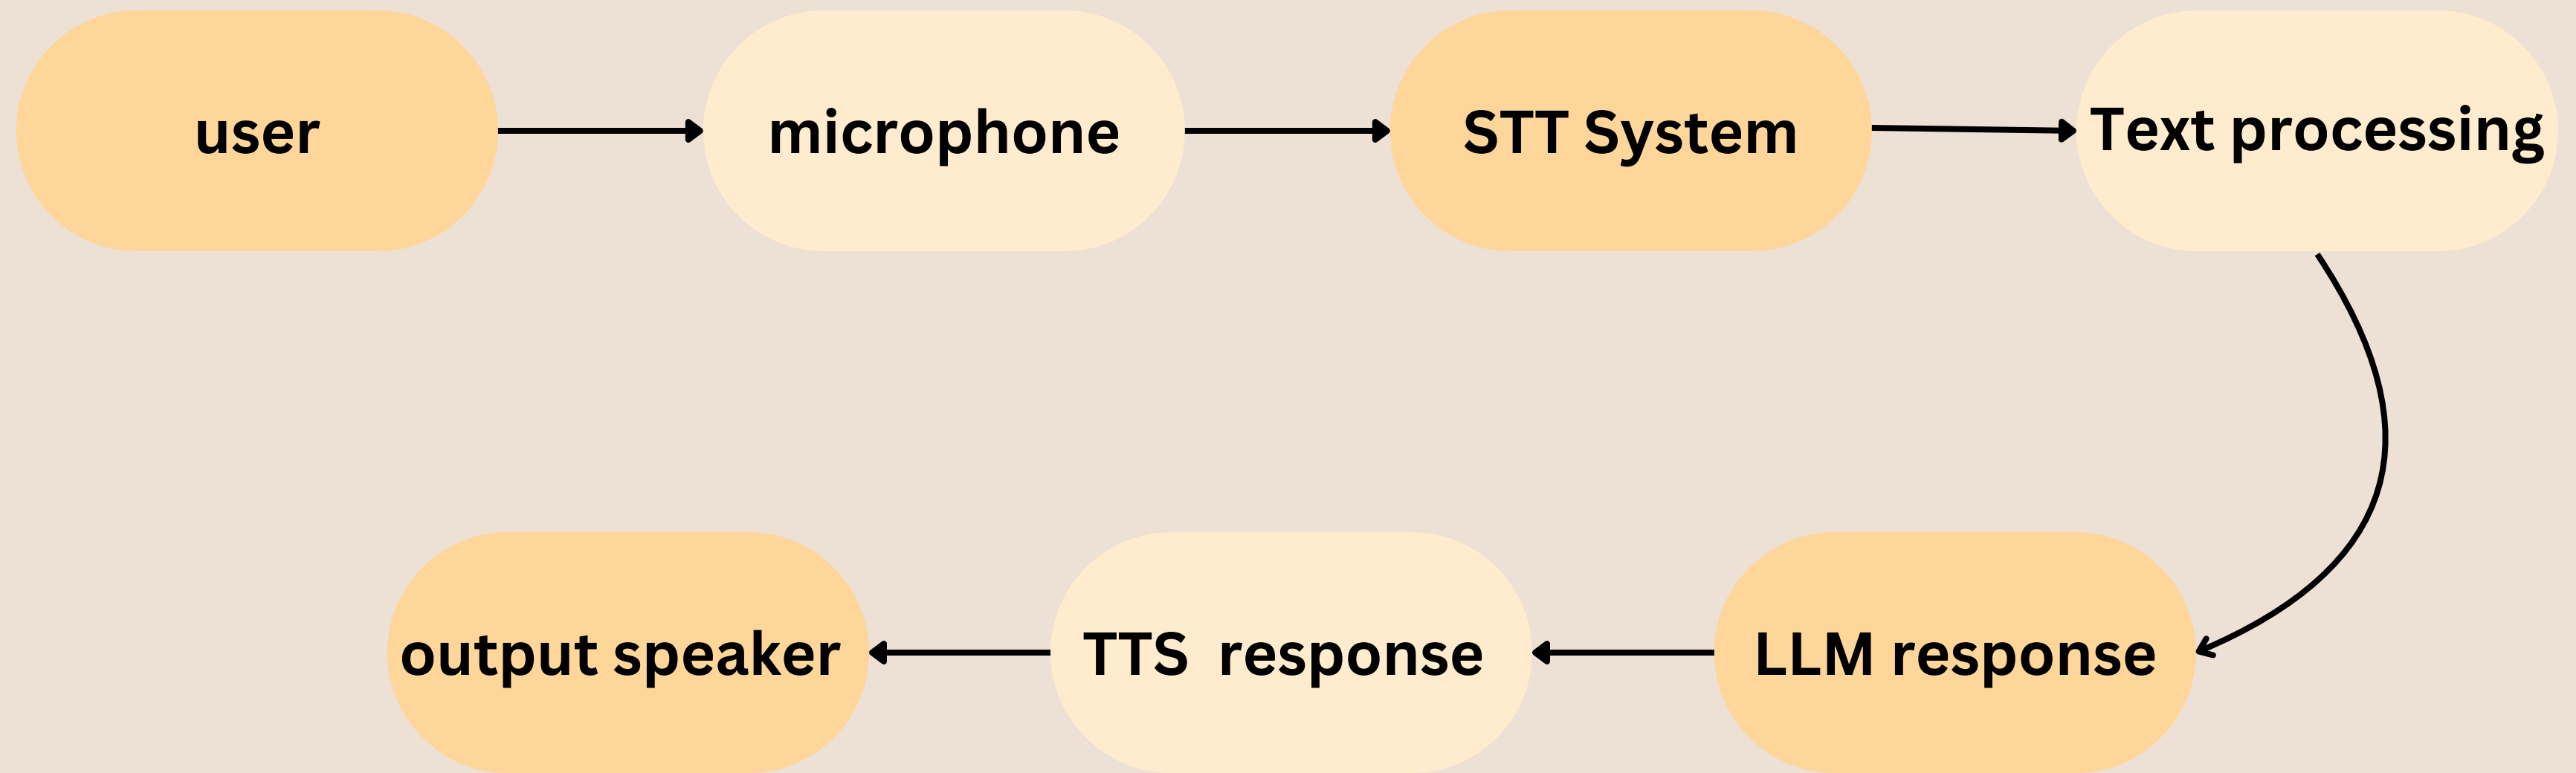 user
microphone
STT System
Text processing
LLM response
TTS  response
output speaker